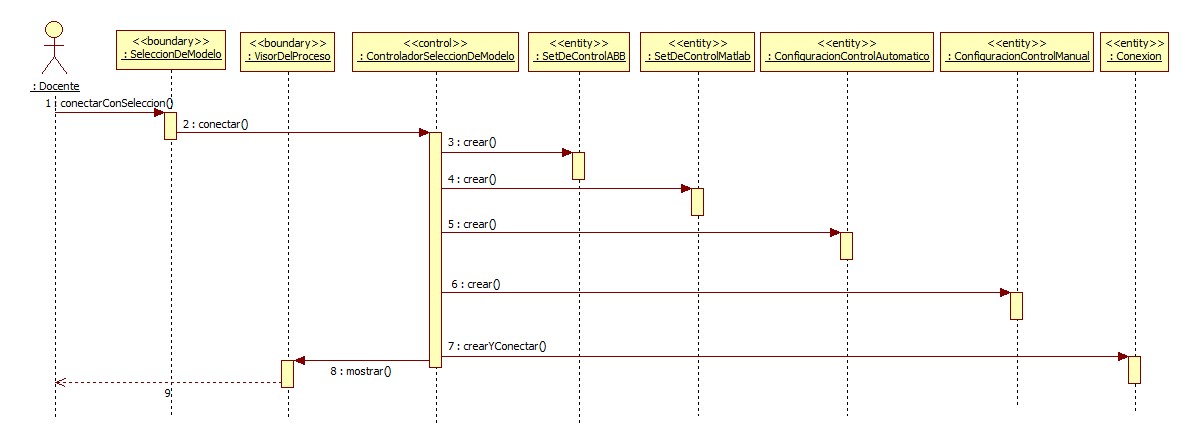 <<boundary>>
: SeleccionDeModelo
<<boundary>>
: VisorDelProceso
<<control>>
: ControladorSeleccionDeModelo
<<entity>>
: SetDeControlABB
<<entity>>
: SetDeControlMatlab
<<entity>>
: ConfiguracionControlAutomatico
<<entity>>
: ConfiguracionControlManual
<<entity>>
: Conexion
: Docente
1 : conectarConSeleccion()
2 : conectar()
3 : crear()
4 : crear()
5 : crear()
6 : crear()
7 : crearYConectar()
8 : mostrar()
9